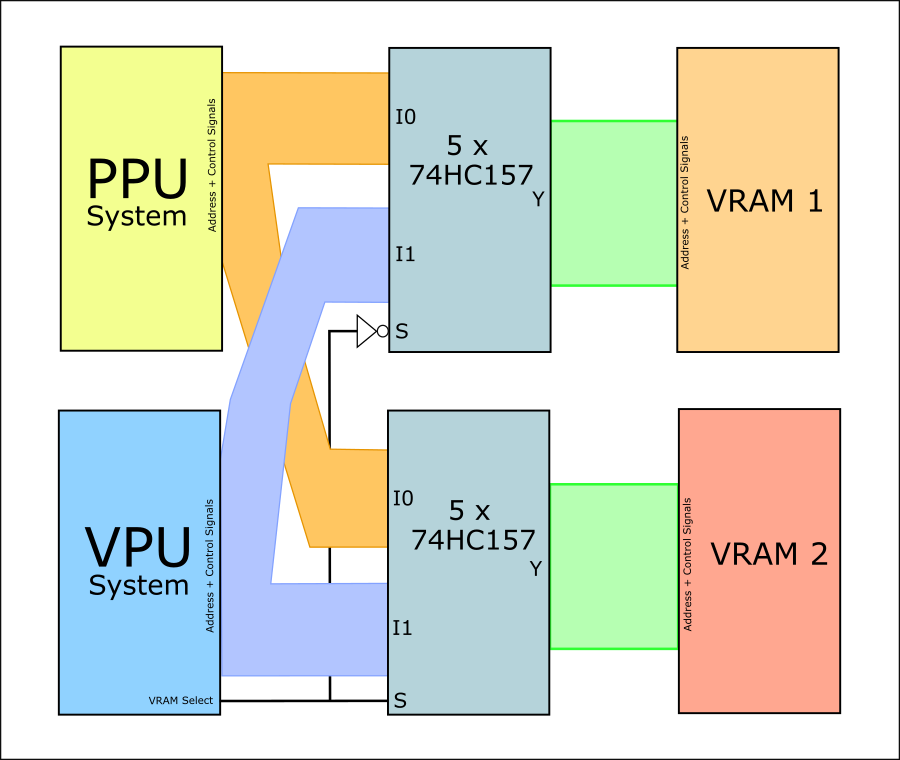 PPU
System
Address + Control Signals
I0
5 x
74HC157
Y
I1
S
Address + Control Signals
VRAM 1
VPU
System
Address + Control Signals
VRAM Select
I0
5 x
74HC157
Y
I1
S
Address + Control Signals
VRAM 2